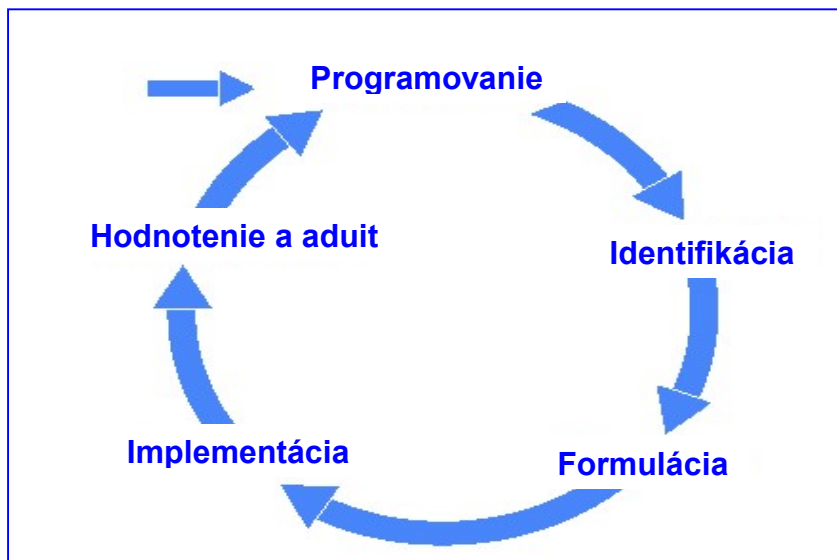 Programovanie
Identifikácia
Formulácia
Implementácia
Hodnotenie a aduit